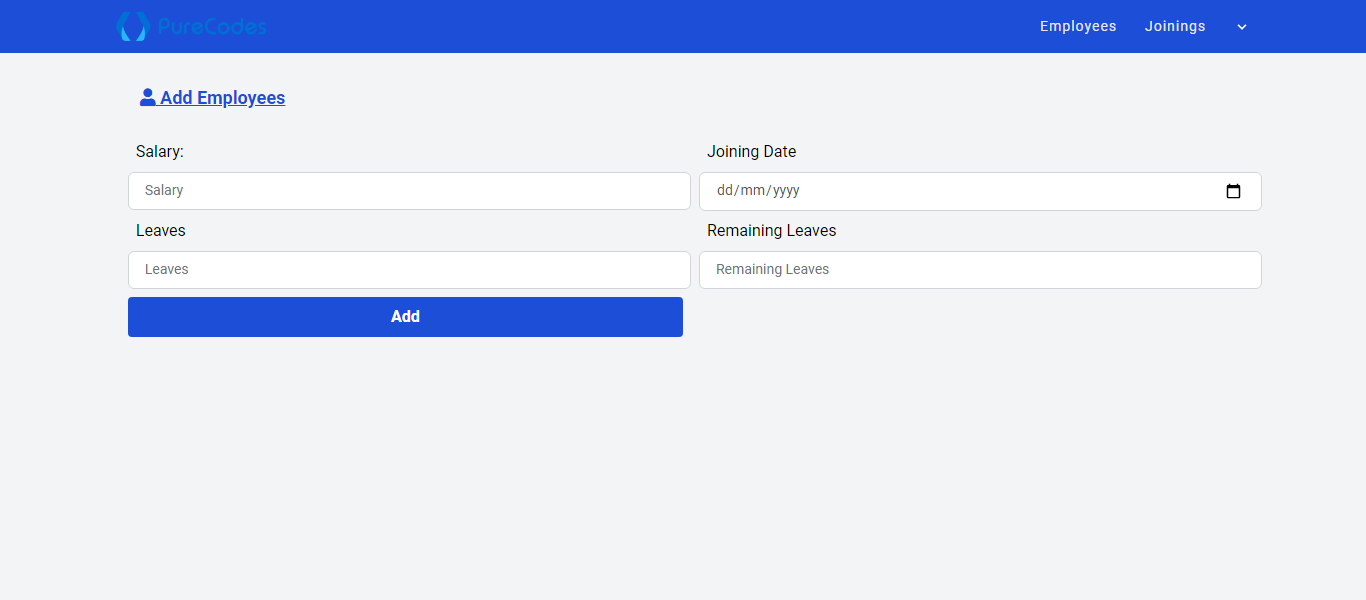 PureCodes Employees Joinings
Add Employees
Salary: Joining Date
Salary dd/mm/yyyy
Leaves Remaining Leaves
Leaves Remaining Leaves
Add